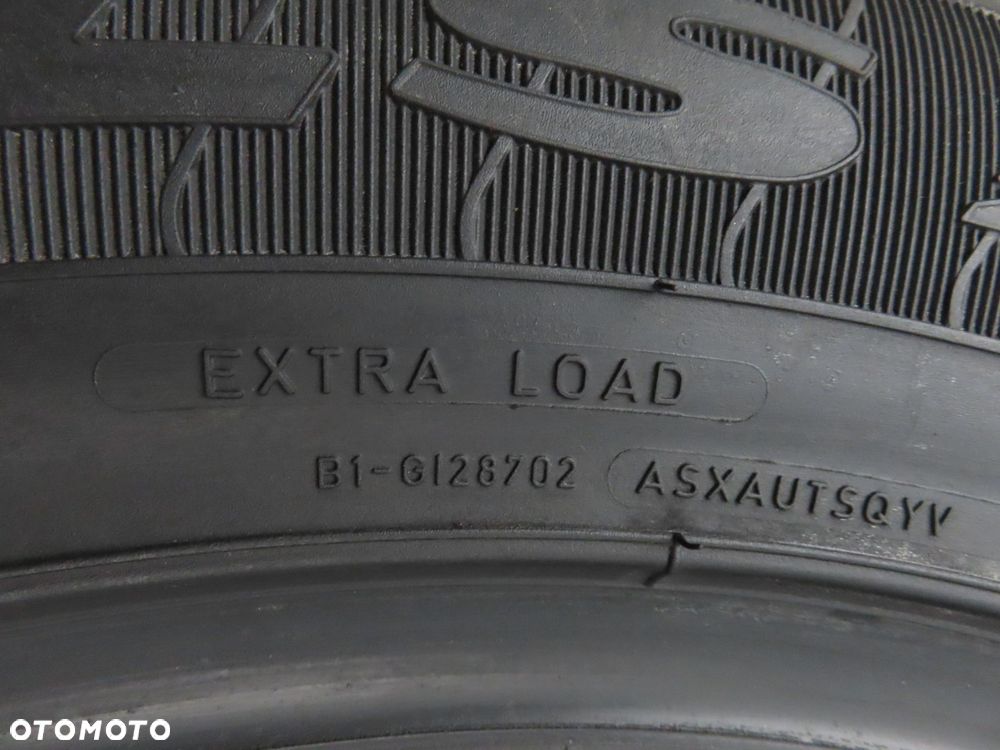 S
EXTRA LOAD
B1-G128702 ASXAUTSQYV
OTOMOTO